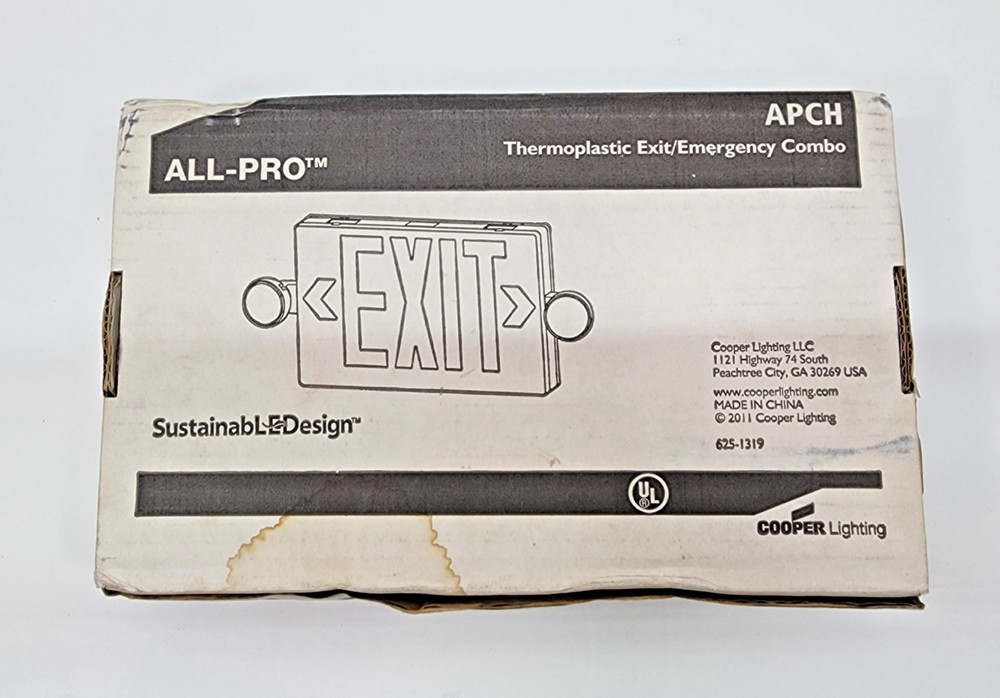 APCH
Thermoplastic Exit/Emergency Combo
ALL-PRO™
EXIT
Cooper Lighting LLC
1121 Highway 74 South
Peachtree City, GA 30269 USA
www.cooperlighting.com
MADE IN CHINA
© 2011 Cooper Lighting
625-1319
SustainabLEDesign™
UL
®
COOPER Lighting